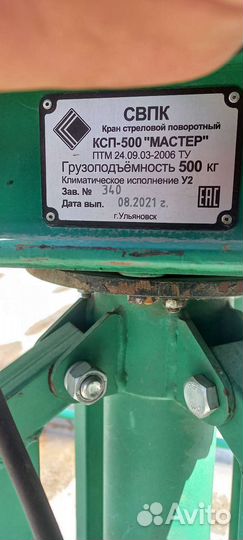 СВПК
Кран стреловой поворотный
КСП-500 "МАСТЕР"
ПТМ 24.09.03-2006 ТУ
Грузоподъёмность 500 кг
Климатическое исполнение У2
Зав. № 340
Дата вып. 08.2021 г.
г.Ульяновск
EAC
Avito